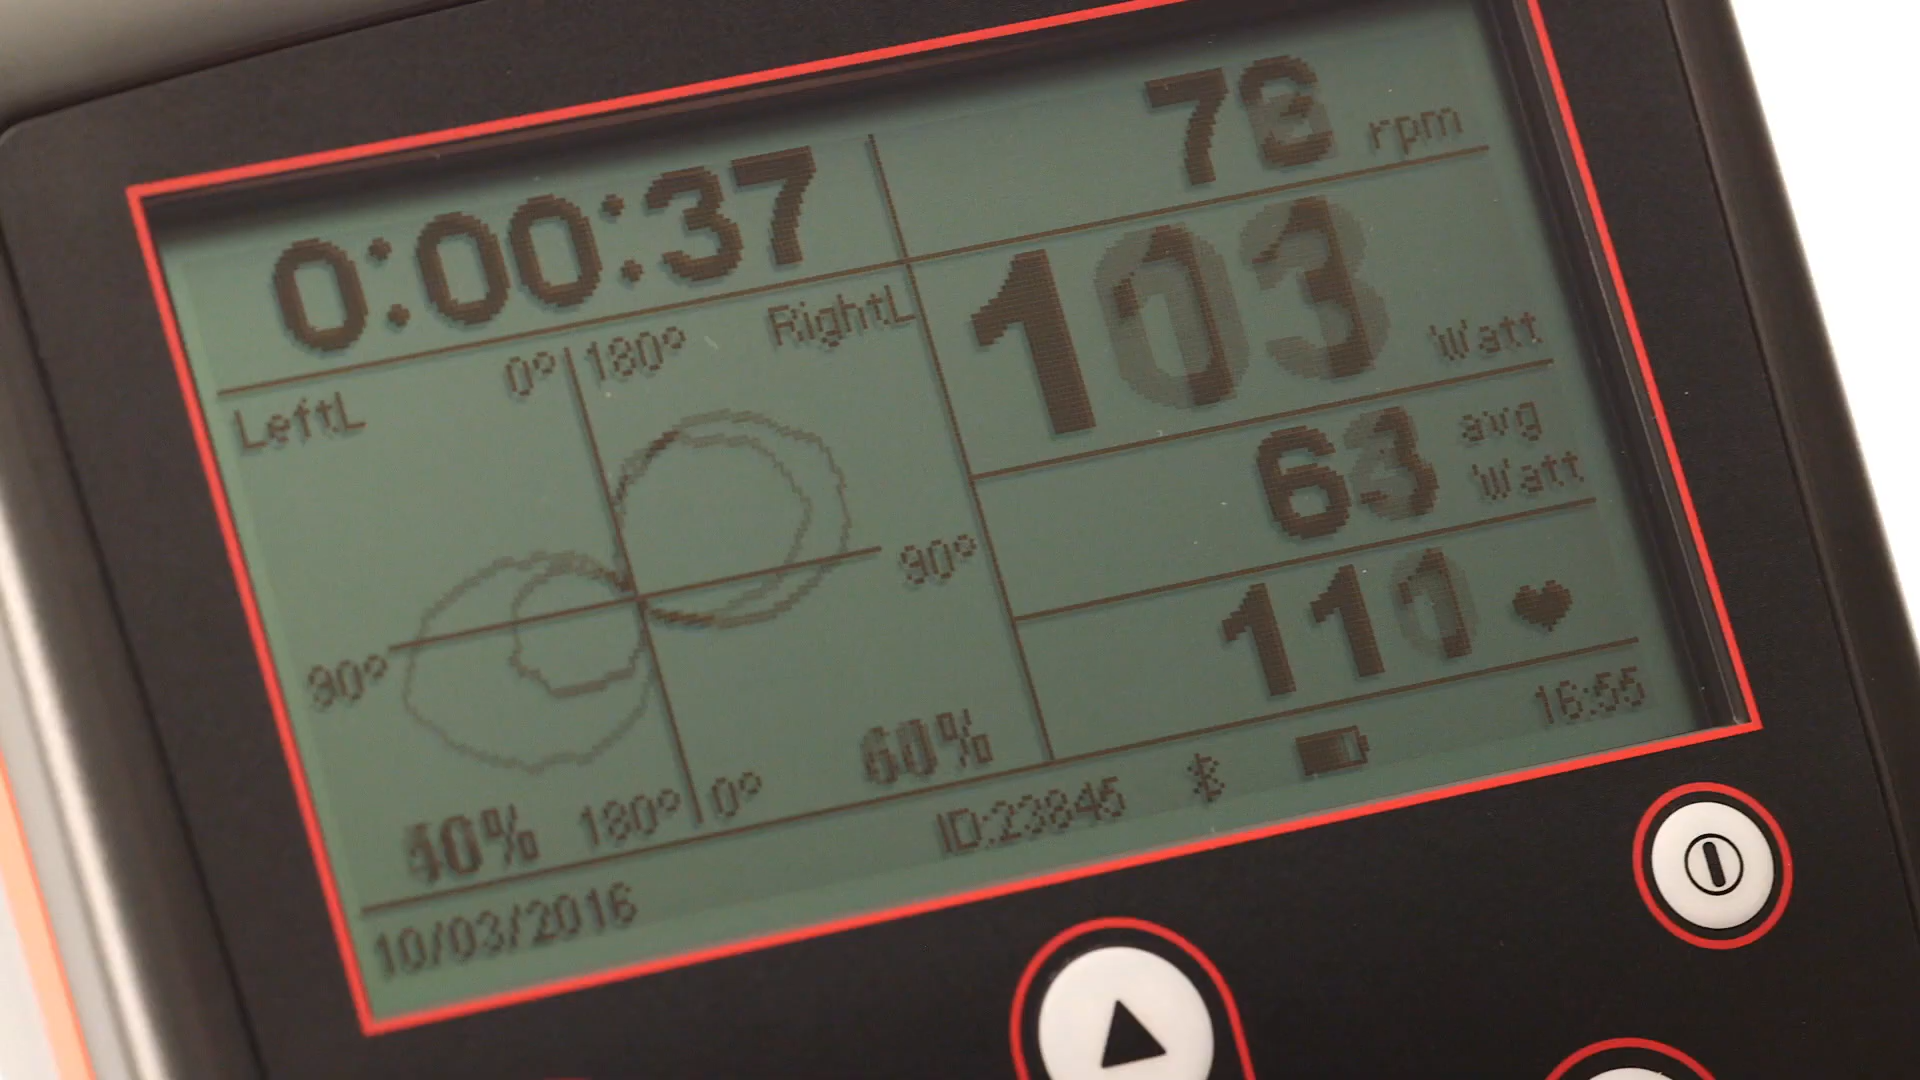 0:00:37
78 rpm
103 Watt
63 avg Watt
110
LeftL
0° 180°
RightL
90°
90°
40%
180° 0°
60%
10/03/2016
ID:23845
16:55